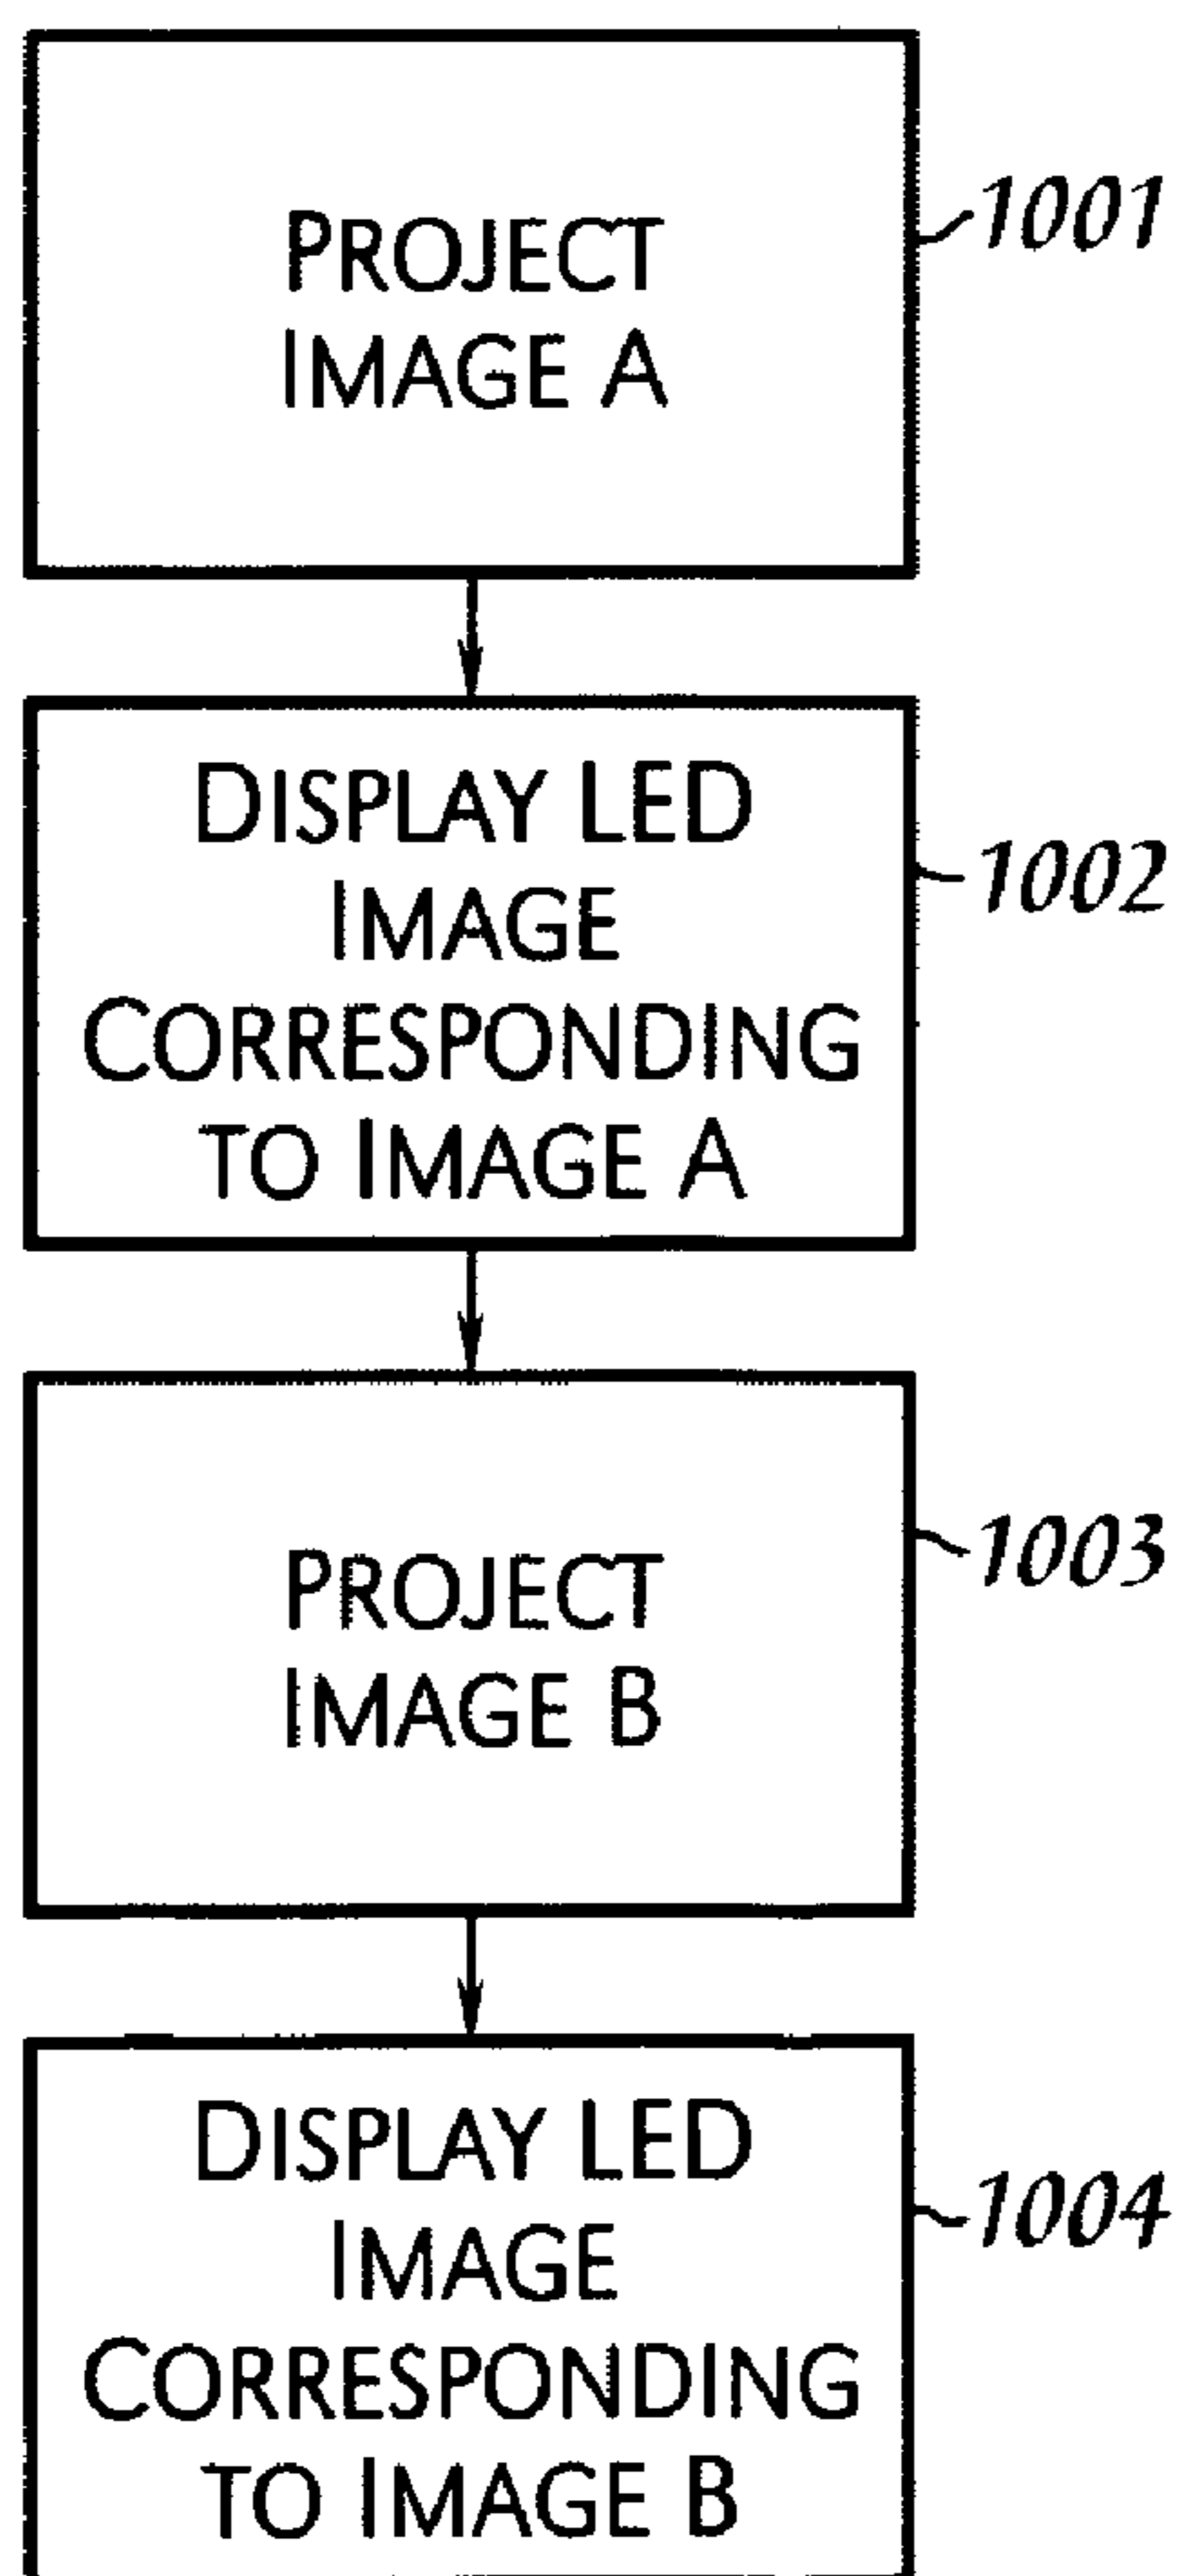 PROJECT
IMAGE A
1001
DISPLAY LED
IMAGE
CORRESPONDING
TO IMAGE A
1002
PROJECT
IMAGE B
1003
DISPLAY LED
IMAGE
CORRESPONDING
TO IMAGE B
1004